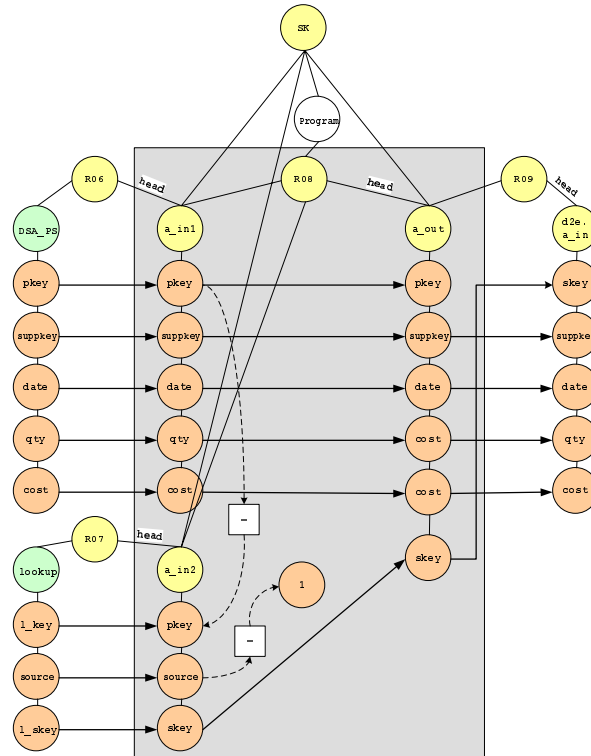 SK
Program
R06
head
R08
head
R09
head
DSA_PS
a_in1
a_out
d2e.
a_in
pkey
pkey
pkey
skey
suppkey
suppkey
suppkey
suppke
date
date
date
date
qty
qty
cost
qty
cost
cost
cost
cost
R07
head
=
lookup
a_in2
skey
1
l_key
pkey
=
source
source
l_skey
skey